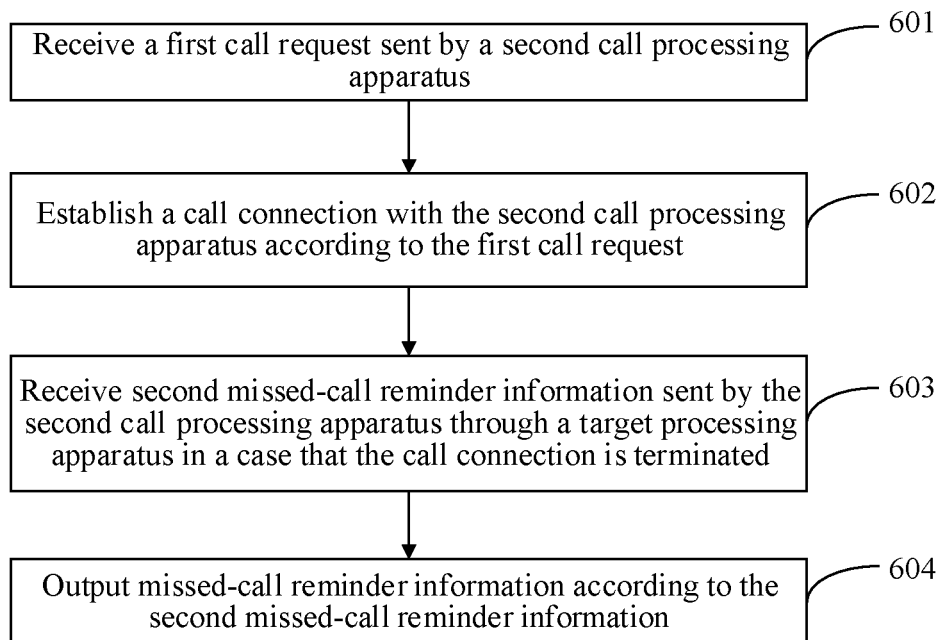 Receive a first call request sent by a second call processing
apparatus
601
Establish a call connection with the second call processing
apparatus according to the first call request
602
Receive second missed-call reminder information sent by the
second call processing apparatus through a target processing
apparatus in a case that the call connection is terminated
603
Output missed-call reminder information according to the
second missed-call reminder information
604